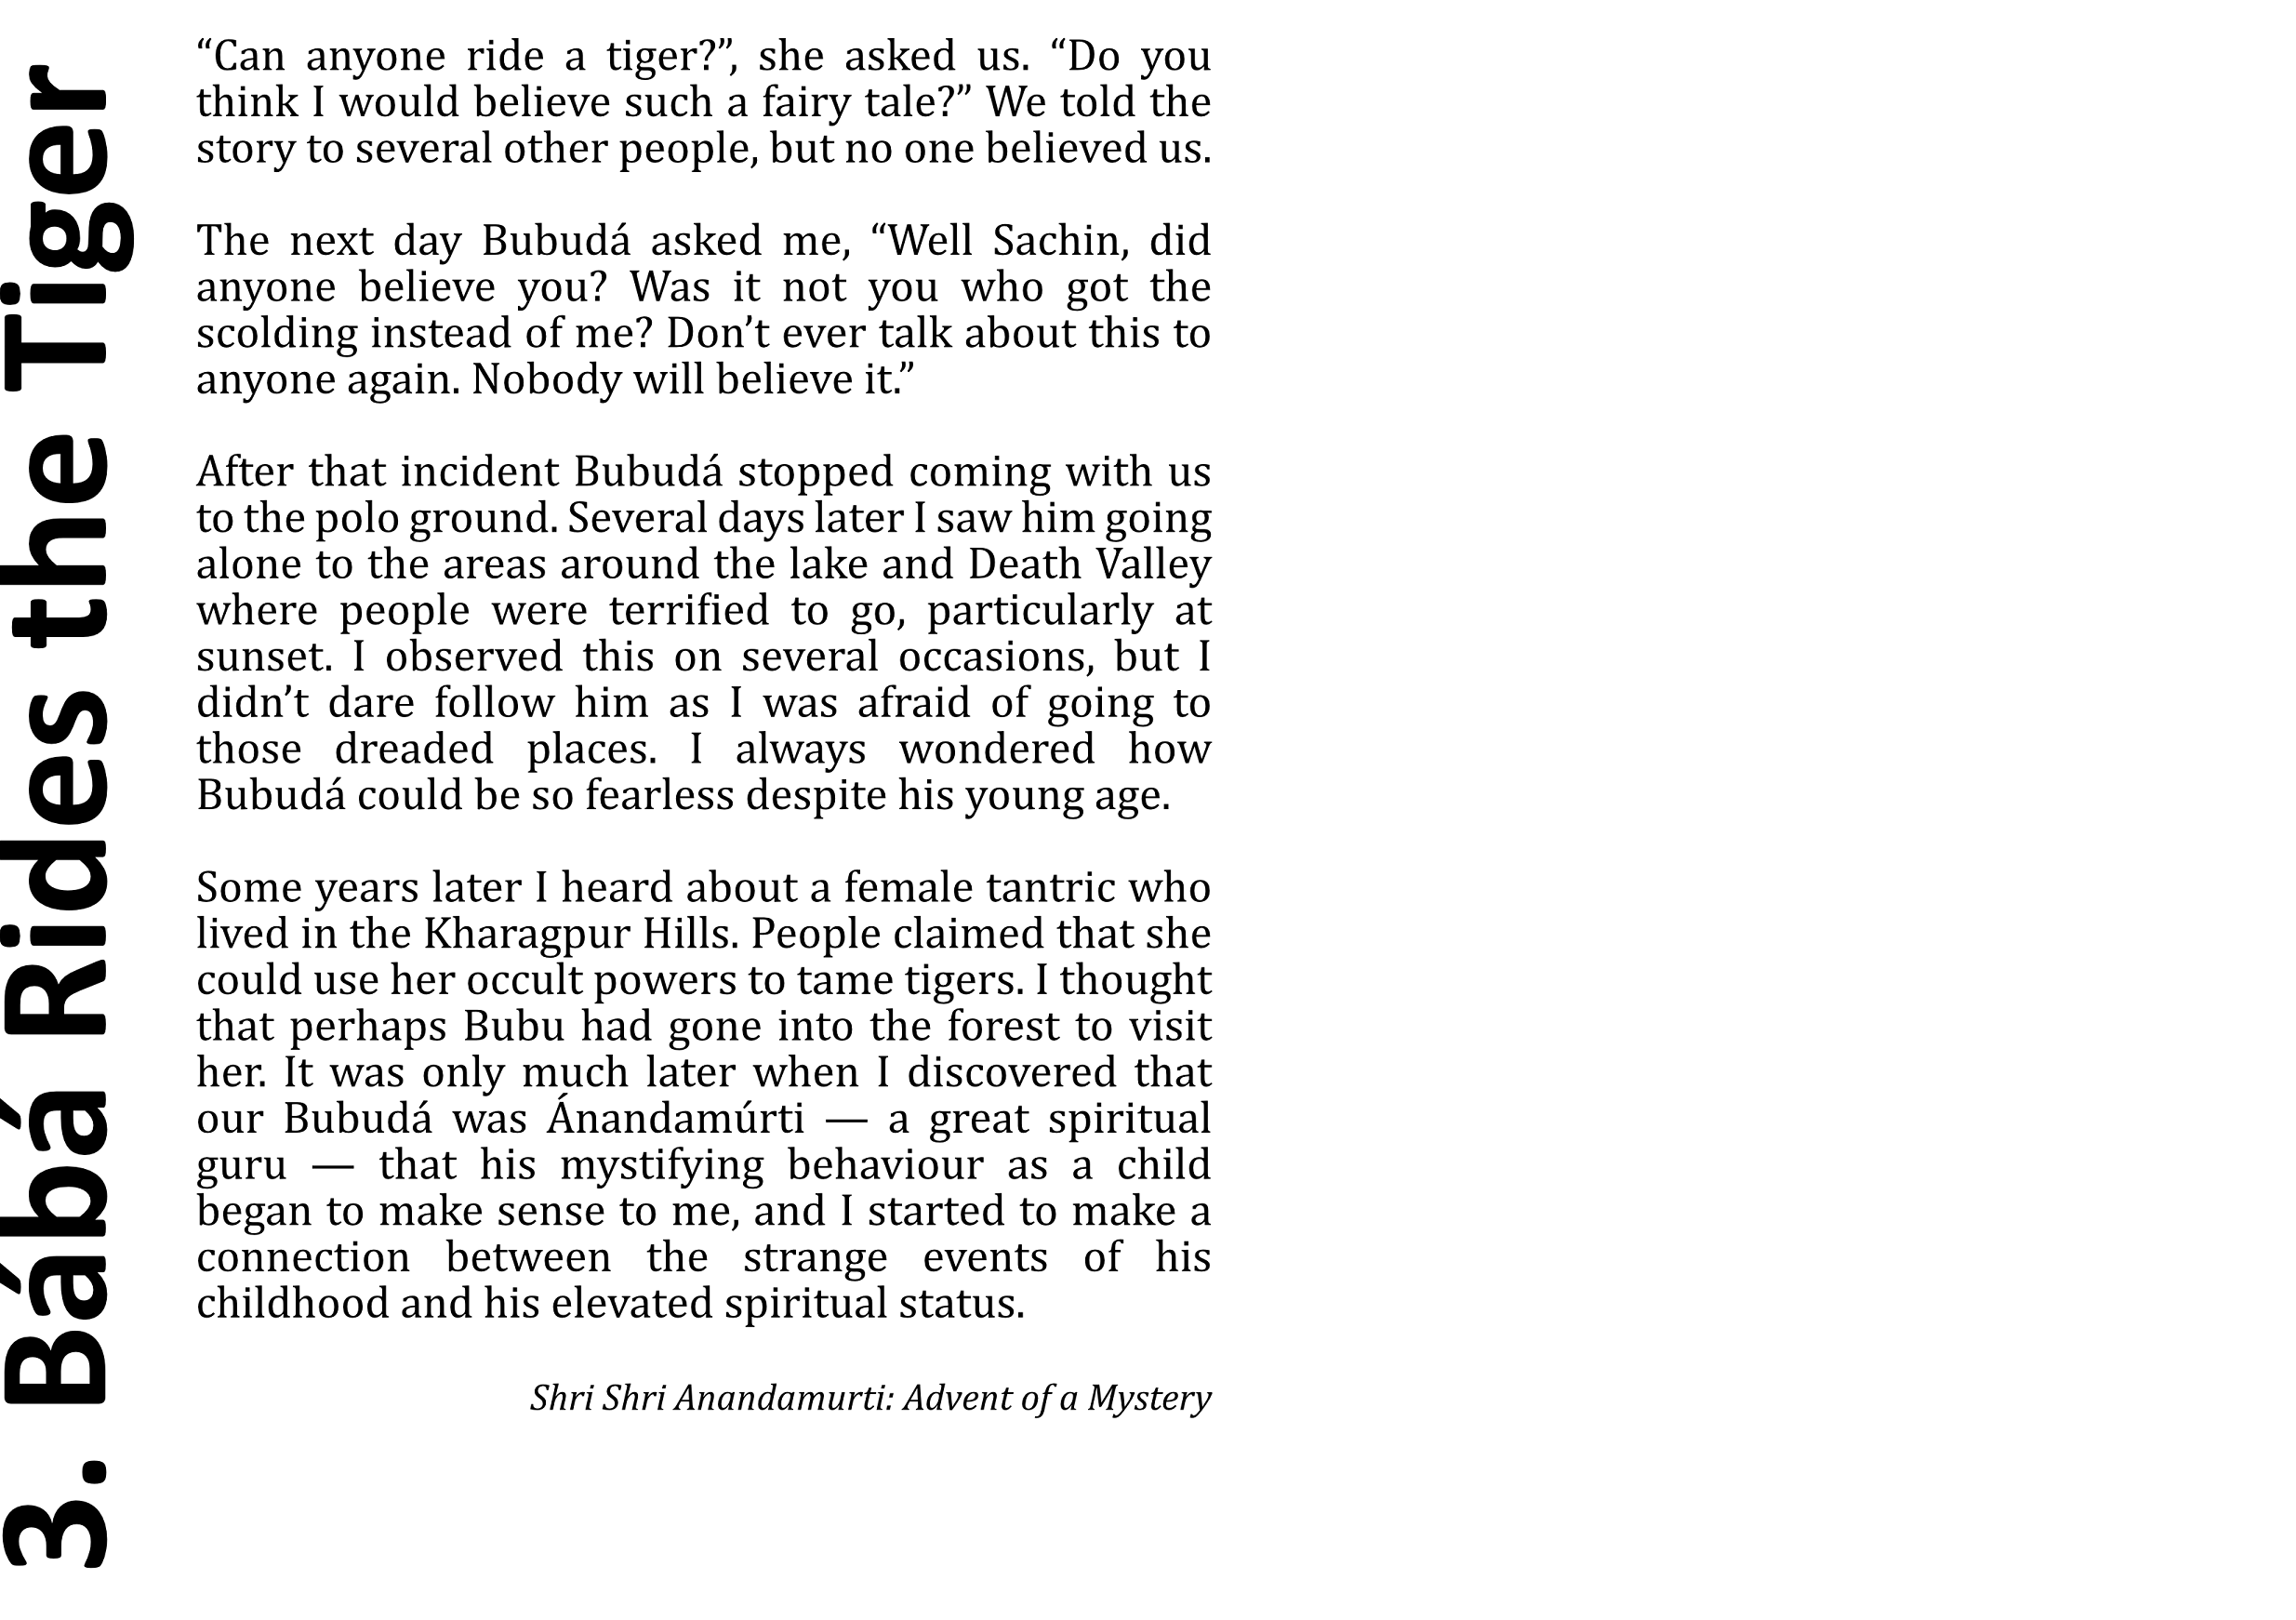 3. Bábá Rides the Tiger
“Can anyone ride a tiger?”, she asked us. “Do you
think I would believe such a fairy tale?” We told the
story to several other people, but no one believed us.
The next day Bubudá asked me, “Well Sachin, did
anyone believe you? Was it not you who got the
scolding instead of me? Don’t ever talk about this to
anyone again. Nobody will believe it.”
After that incident Bubudá stopped coming with us
to the polo ground. Several days later I saw him going
alone to the areas around the lake and Death Valley
where people were terrified to go, particularly at
sunset. I observed this on several occasions, but I
didn’t dare follow him as I was afraid of going to
those dreaded places. I always wondered how
Bubudá could be so fearless despite his young age.
Some years later I heard about a female tantric who
lived in the Kharagpur Hills. People claimed that she
could use her occult powers to tame tigers. I thought
that perhaps Bubu had gone into the forest to visit
her. It was only much later when I discovered that
our Bubudá was Ánandamúrti — a great spiritual
guru — that his mystifying behaviour as a child
began to make sense to me, and I started to make a
connection between the strange events of his
childhood and his elevated spiritual status.
Shri Shri Anandamurti: Advent of a Mystery